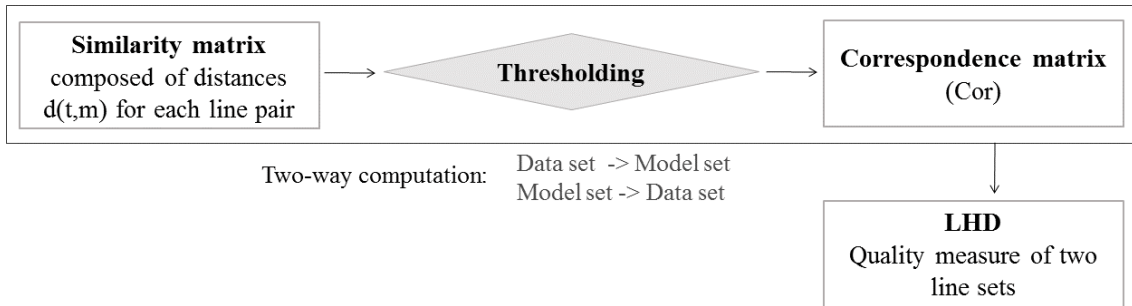 Similarity matrix
composed of distances
d(t,m) for each line pair
Thresholding
Correspondence matrix
(Cor)
Two-way computation:
Data set -> Model set
Model set -> Data set
LHD
Quality measure of two
line sets